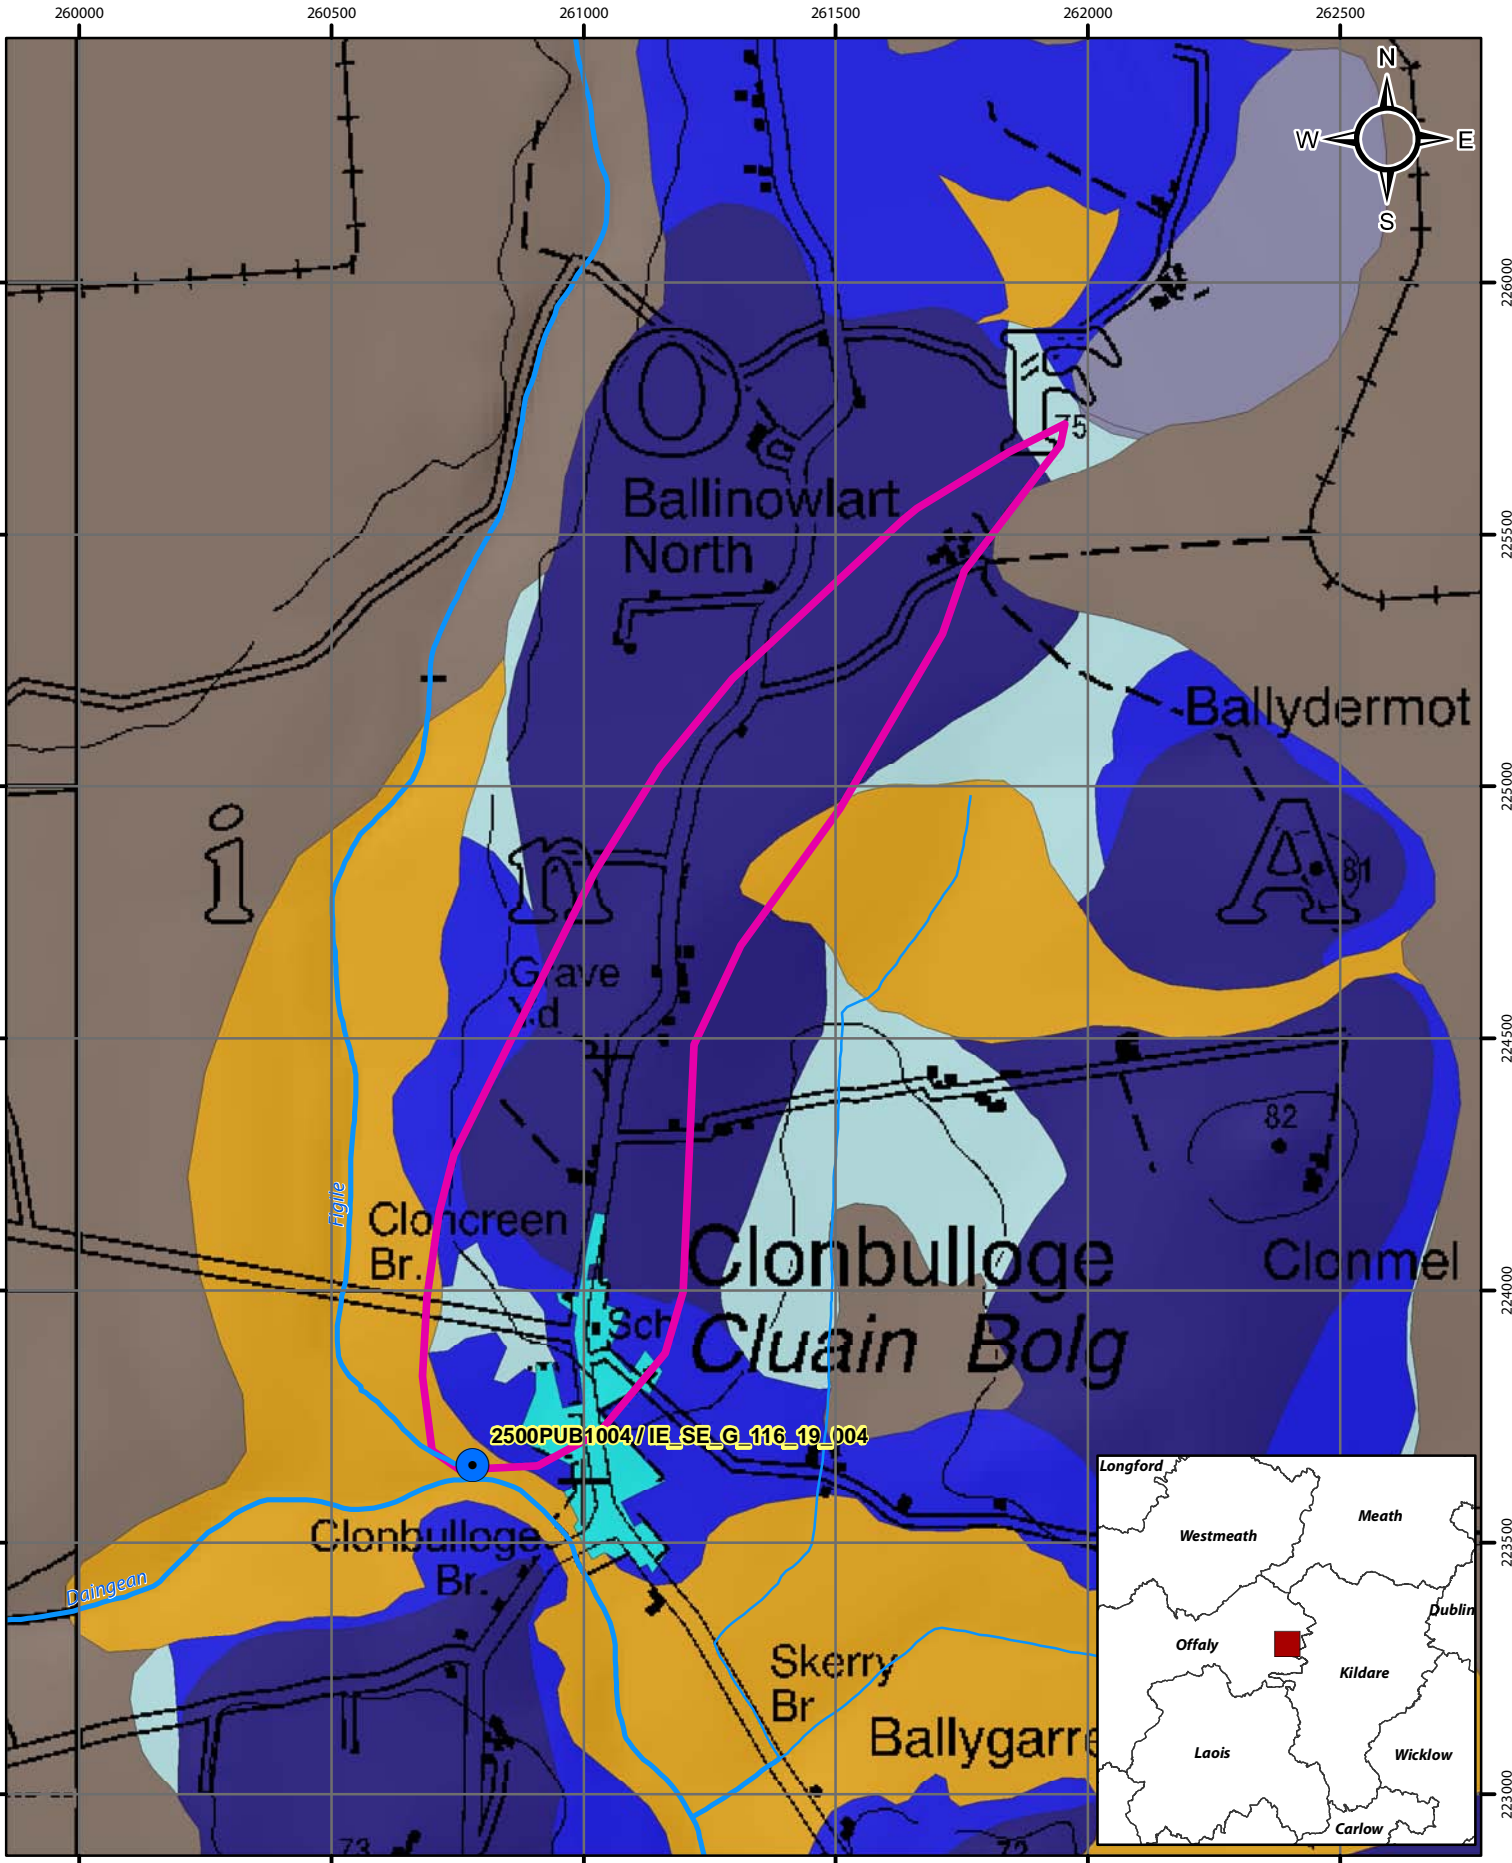 260000 260500 261000 261500 262000 262500
N
W E
S
226000
O
F
75
Ballinowlart
North
225500
Ballydermot
225000
i n A
81
Grave
Yd
224500
82
Figile
Cloncreen
Br.
Clonbulloge
Clonmel
224000
Sch
Cluain Bolg
2500PUB1004 / IE_SE_G_116_19_004
223500
Clonbulloge
Br.
Daingean
Skerry
Br
Ballygarre
223000
73
72
Longford
Westmeath
Meath
Dublin
Offaly
Kildare
Laois
Wicklow
Carlow